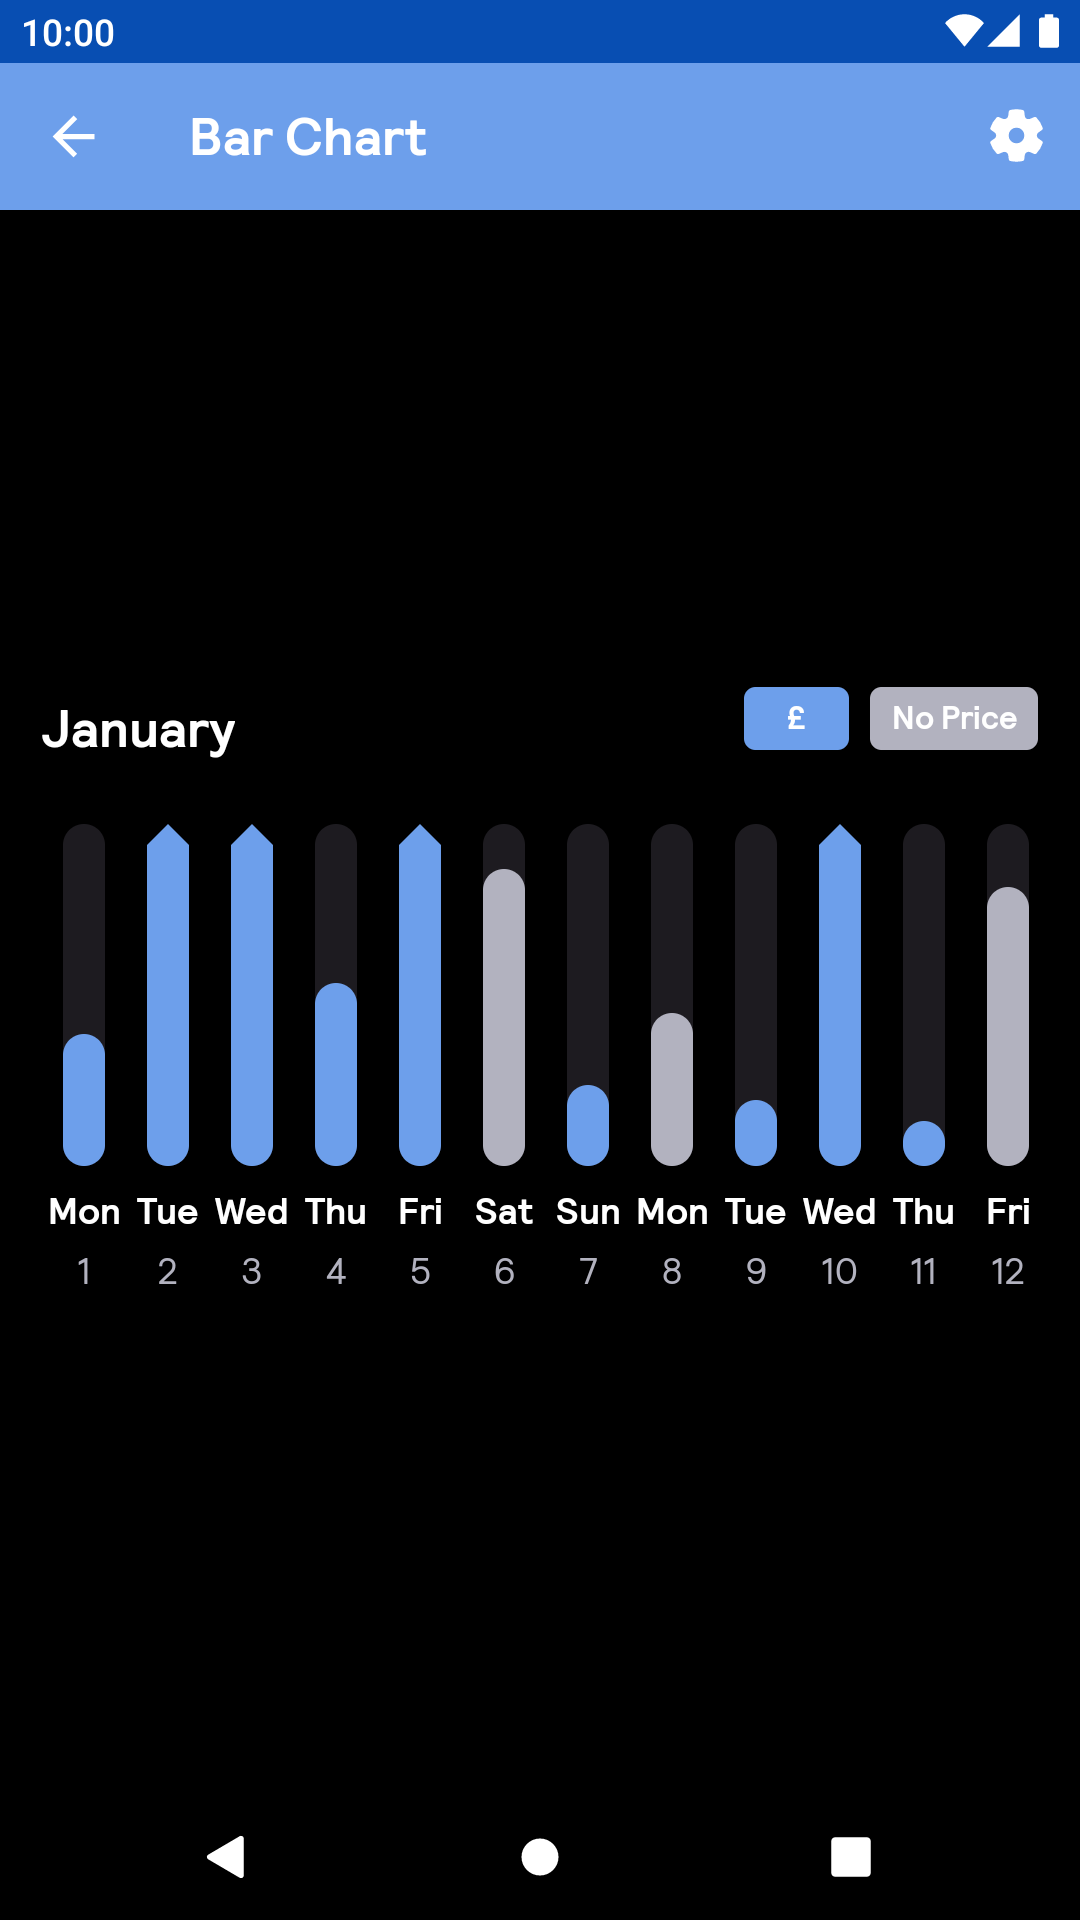 10:00
Bar Chart
January
£ No Price
Mon Tue Wed Thu Fri Sat Sun Mon Tue Wed Thu Fri
1 2 3 4 5 6 7 8 9 10 11 12